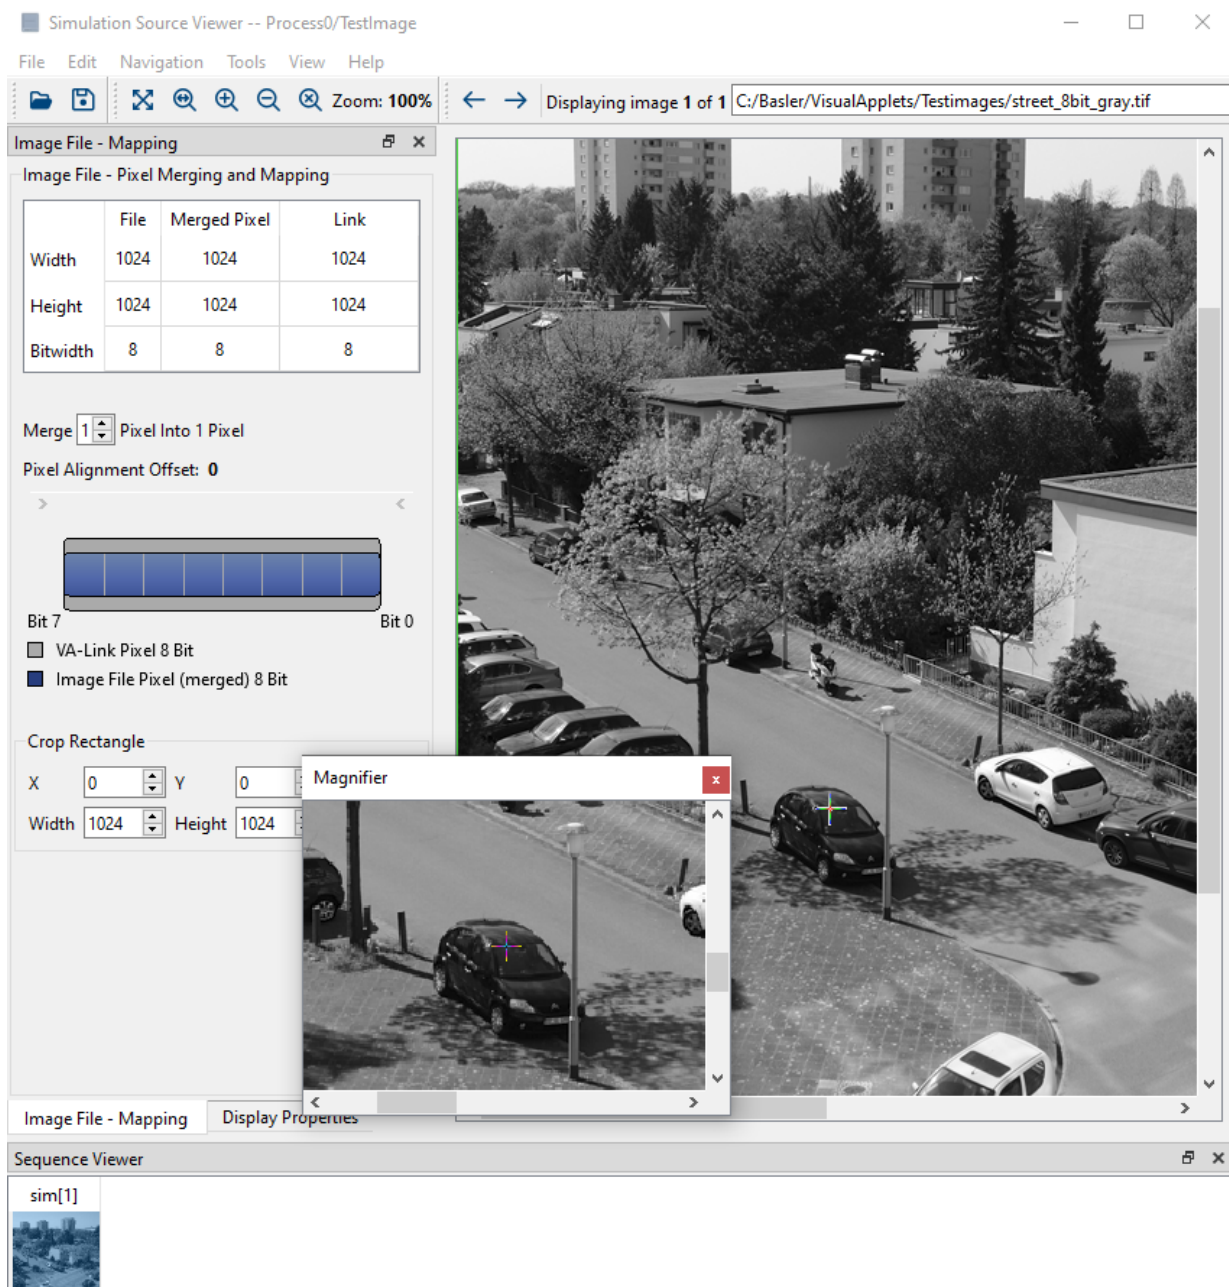 Simulation Source Viewer -- Process0/TestImage
File Edit Navigation Tools View Help
Zoom: 100% Displaying image 1 of 1 C:/Basler/VisualApplets/Testimages/street_8bit_gray.tif
Image File - Mapping
Image File - Pixel Merging and Mapping
File Merged Pixel Link
Width 1024 1024 1024
Height 1024 1024 1024
Bitwidth 8 8 8
Merge 1 Pixel Into 1 Pixel
Pixel Alignment Offset: 0
Bit 7 Bit 0
VA-Link Pixel 8 Bit
Image File Pixel (merged) 8 Bit
Crop Rectangle
X 0 Y 0
Width 1024 Height 1024
Magnifier
Image File - Mapping Display Properties
Sequence Viewer
sim[1]